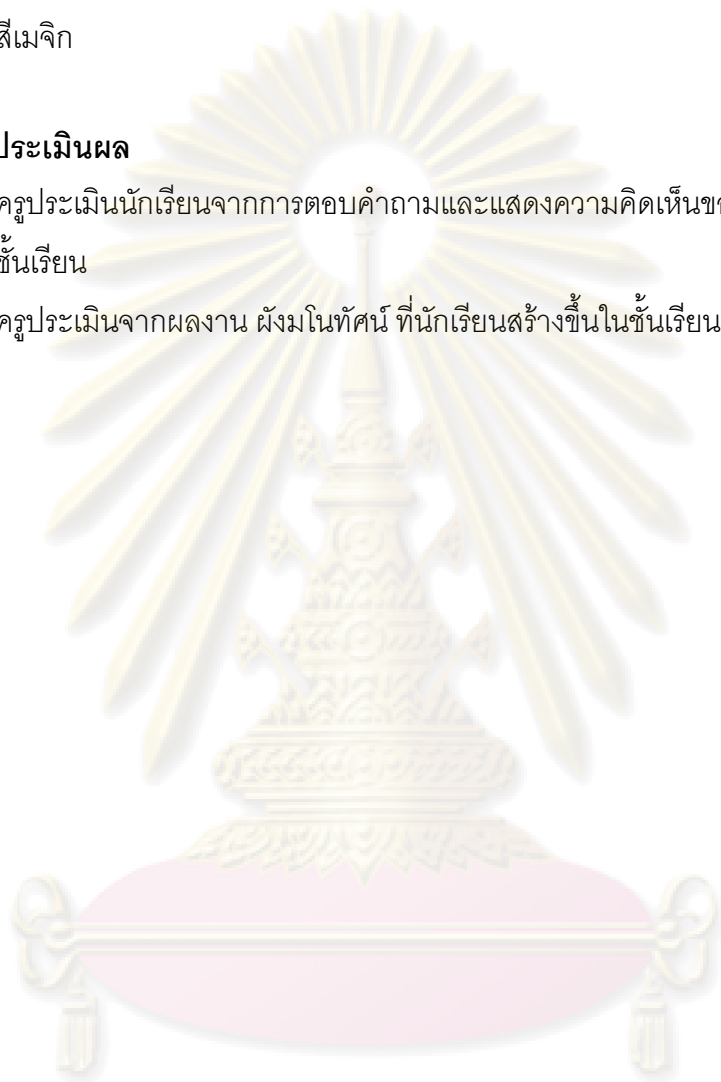 สีเมจิก
ประเมินผล
ครูประเมินนักเรียนจากการตอบคำถามและแสดงความคิดเห็นขอ
ชั้นเรียน
ครูประเมินจากผลงาน ผังมโนทัศน์ ที่นักเรียนสร้างขึ้นในชั้นเรียน